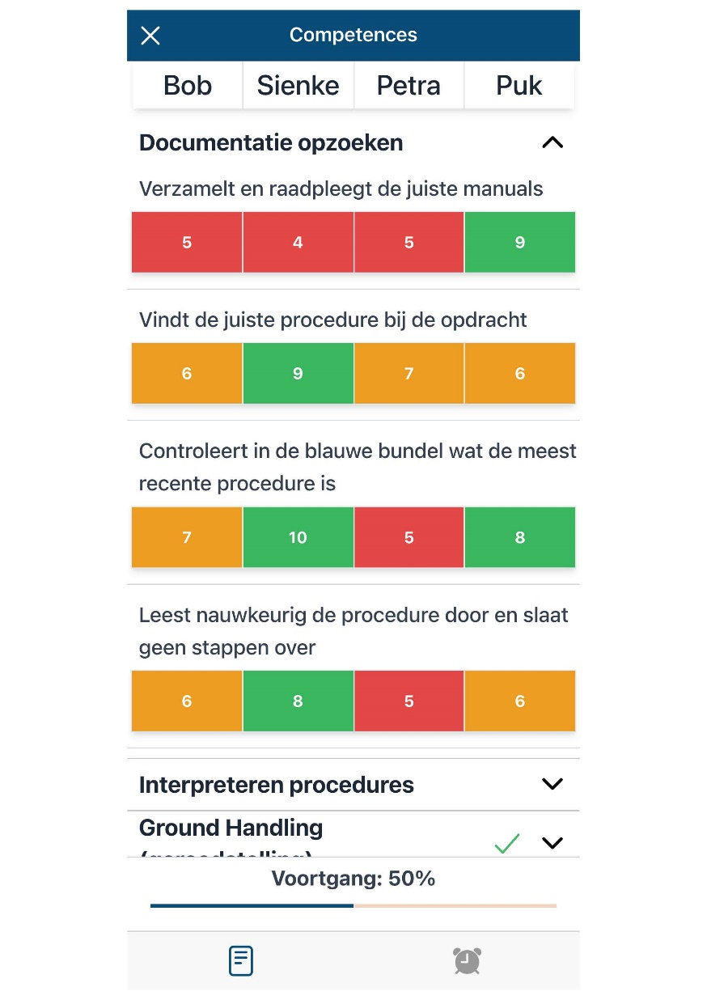 Competences
Bob Sienke Petra Puk
Documentatie opzoeken
Verzamelt en raadpleegt de juiste manuals
5 4 5 9
Vindt de juiste procedure bij de opdracht
6 9 7 6
Controleert in de blauwe bundel wat de meest
recente procedure is
7 10 5 8
Leest nauwkeurig de procedure door en slaat
geen stappen over
6 8 5 6
Interpreteren procedures
Ground Handling
Voortgang: 50%